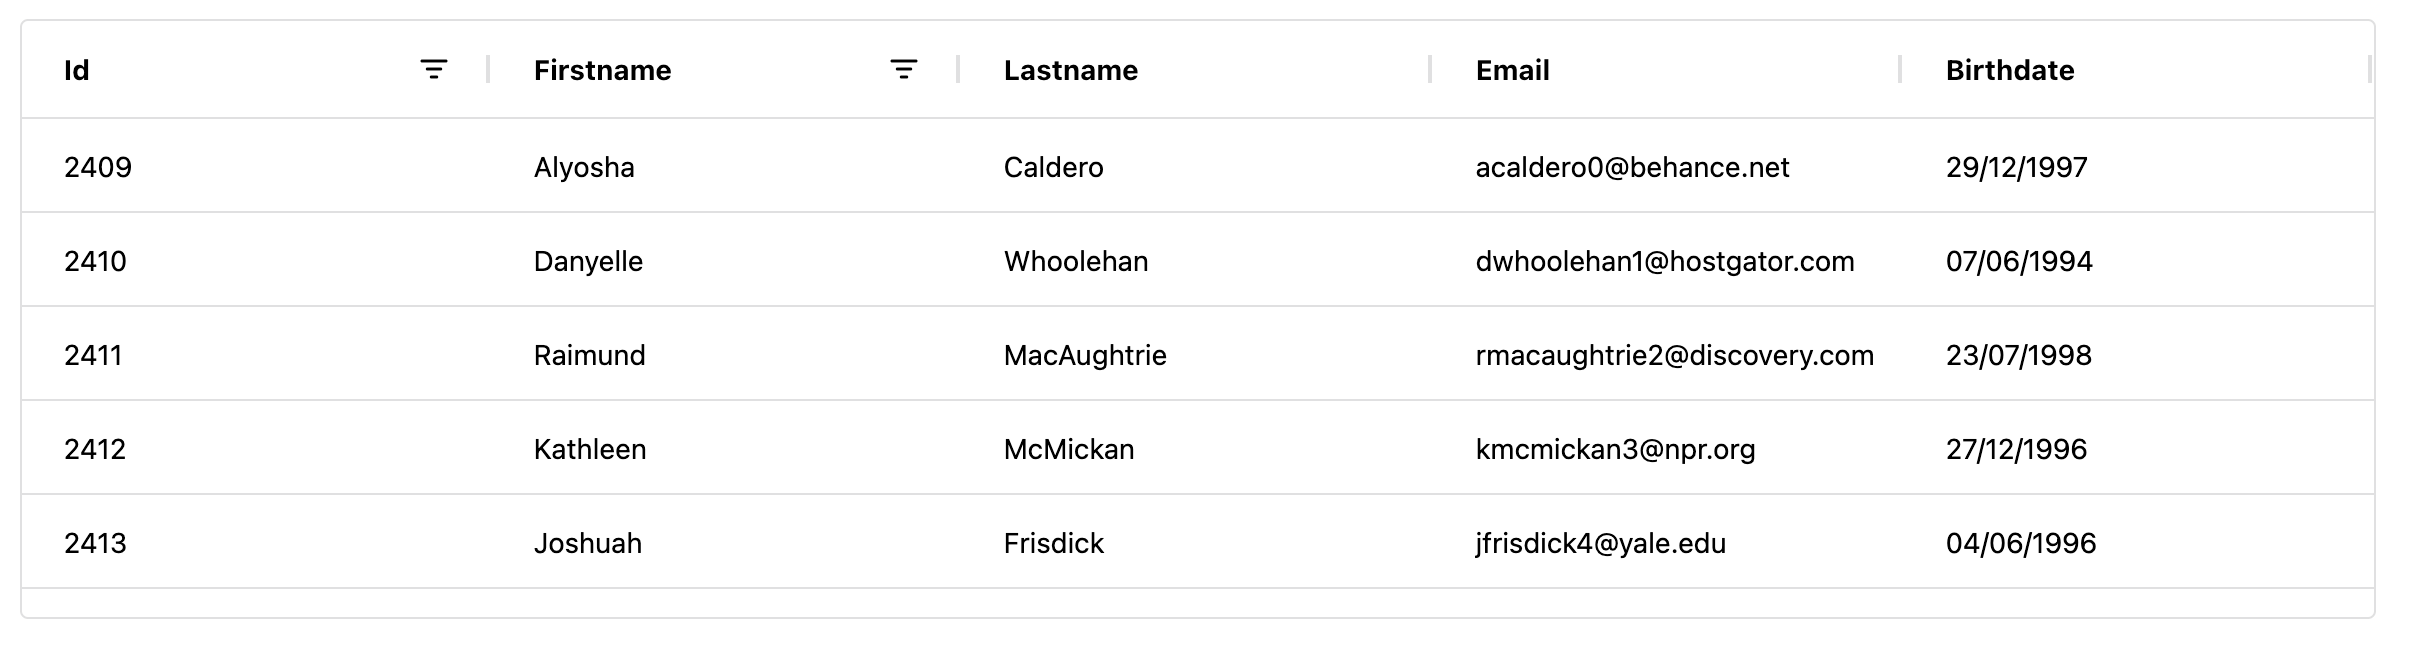 Id Firstname Lastname Email Birthdate
2409 Alyosha Caldero acaldero0@behance.net 29/12/1997
2410 Danyelle Whoolehan dwhoolehan1@hostgator.com 07/06/1994
2411 Raimund MacAughtrie rmacaughtrie2@discovery.com 23/07/1998
2412 Kathleen McMickan kmcmickan3@npr.org 27/12/1996
2413 Joshuah Frisdick jfrisdick4@yale.edu 04/06/1996